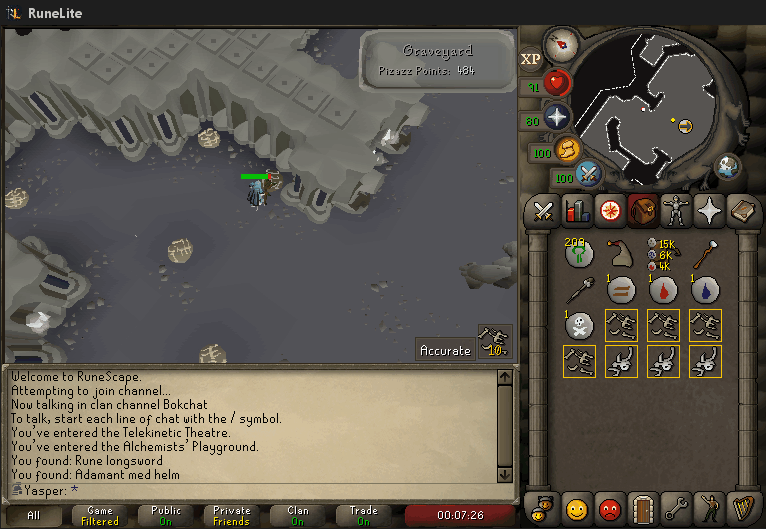 RuneLite
Graveyard
Pizazz Points: 484
XP
91
80
100
100
200
15K
6K
4K
1
1
1
1
Accurate
10
Welcome to RuneScape.
Attempting to join channel...
Now talking in clan channel Bokchat
To talk, start each line of chat with the / symbol.
You've entered the Telekinetic Theatre.
You've entered the Alchemists' Playground.
You found: Rune longsword
You found: Adamant med helm
Yasper: *
All
Game
Filtered
Public
On
Private
Friends
Clan
On
Trade
On
00:07:26